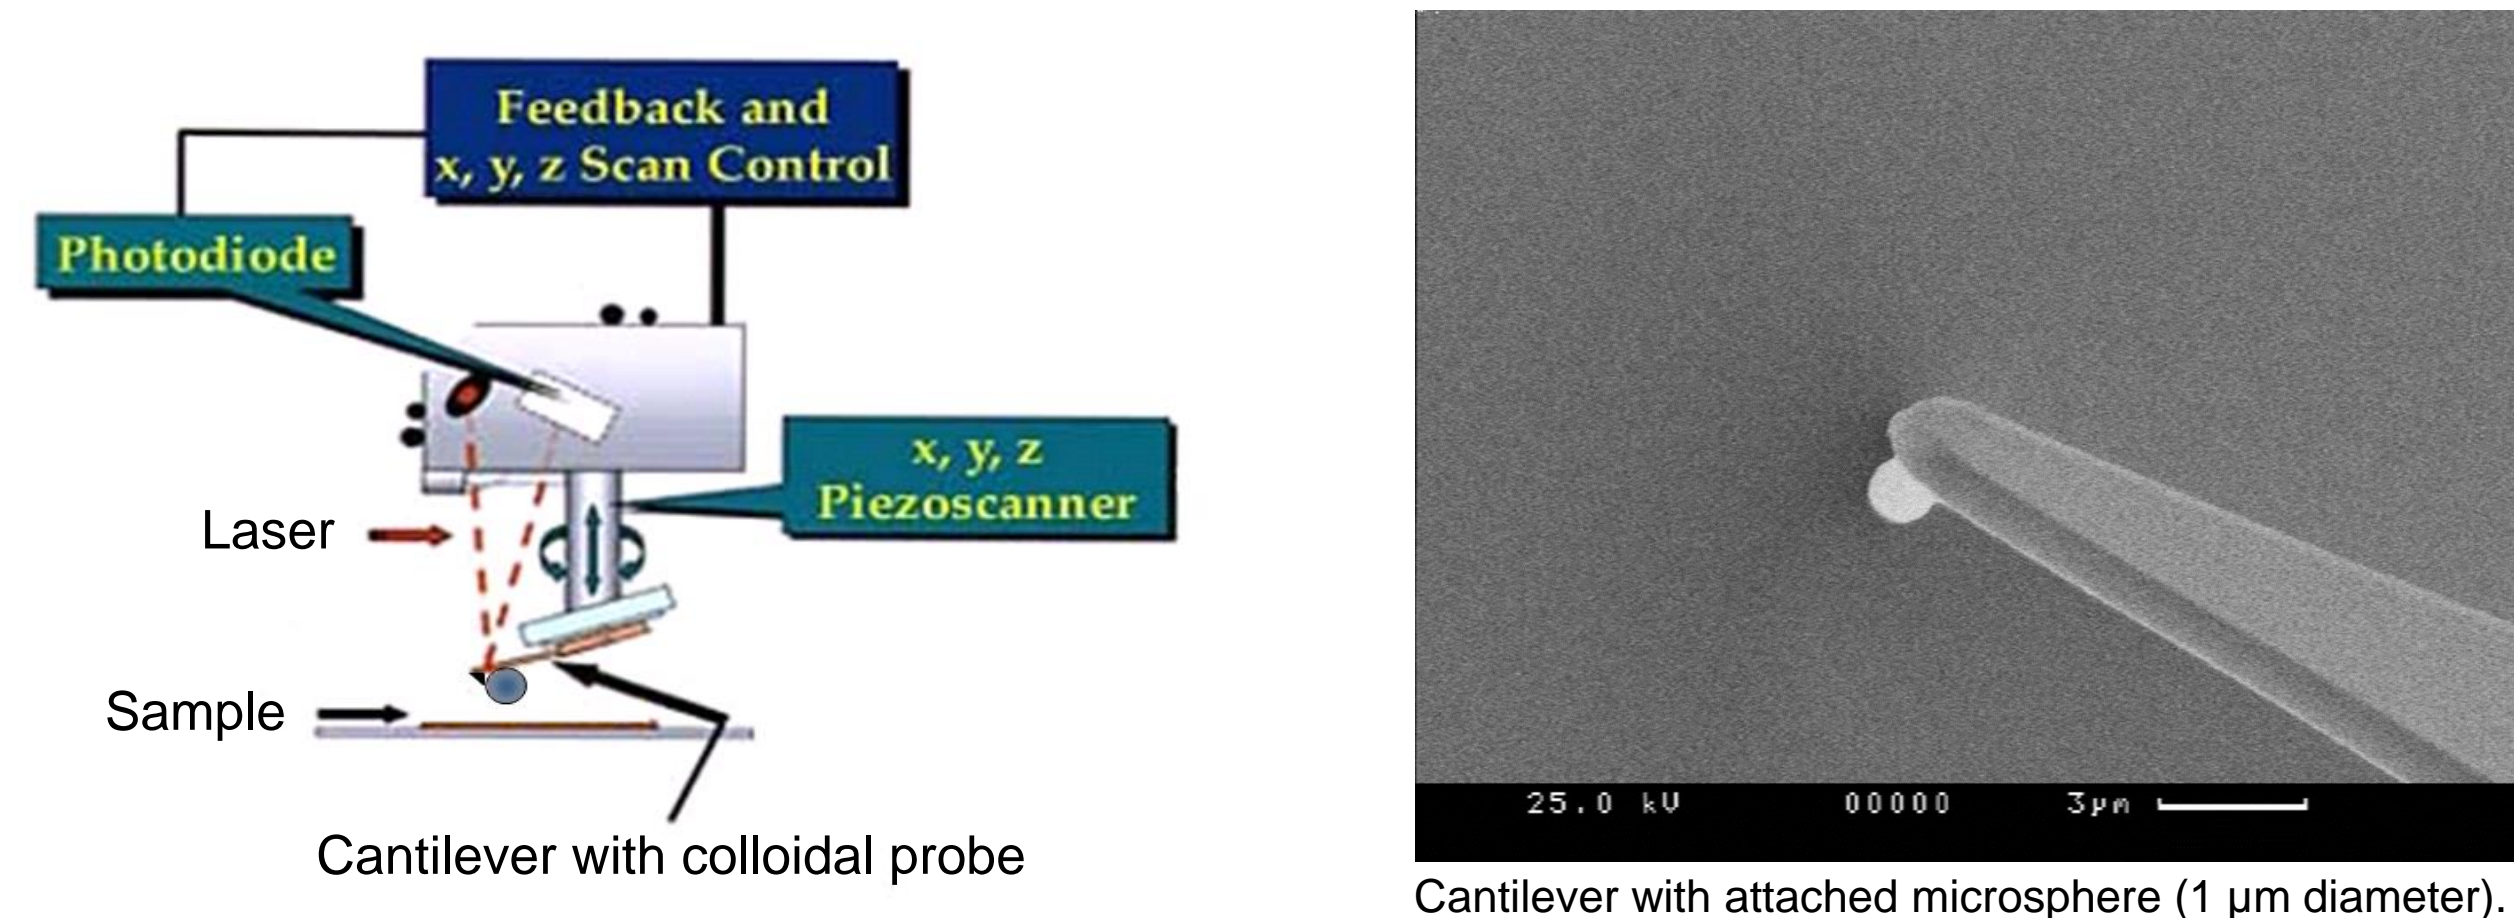 Feedback and
x, y, z Scan Control
Photodiode
x, y, z
Piezoscanner
Laser
Sample
Cantilever with colloidal probe
25.0 kV 00000 3µm
Cantilever with attached microsphere (1 µm diameter).